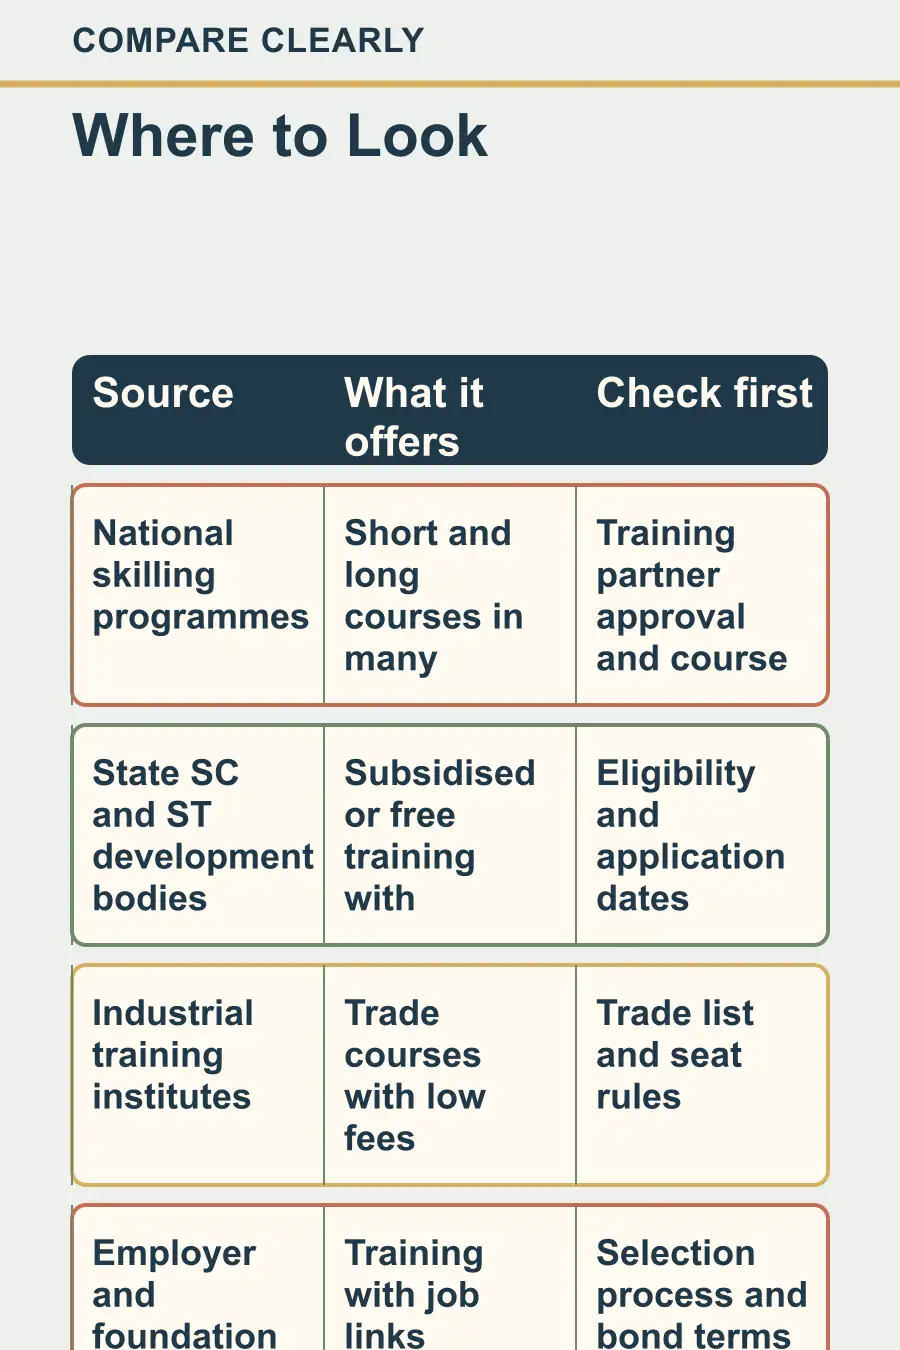 COMPARE CLEARLY
Where to Look
Source
What it
offers
Check first
National
skilling
programmes
Short and
long
courses in
many
Training
partner
approval
and course
State SC
and ST
development
bodies
Subsidised
or free
training
with
Eligibility
and
application
dates
Industrial
training
institutes
Trade
courses
with low
fees
Trade list
and seat
rules
Employer
and
foundation
Training
with job
links
Selection
process and
bond terms